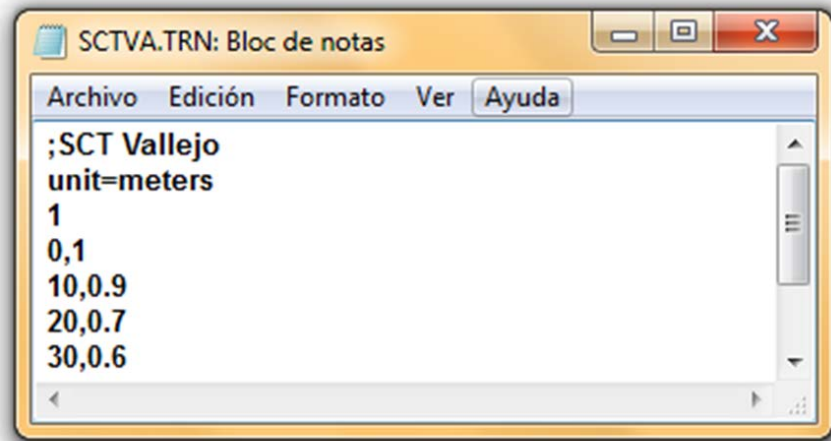 SCTVA.TRN: Bloc de notas
Archivo Edición Formato Ver Ayuda
;SCT Vallejo
unit=meters
1
0,1
10,0.9
20,0.7
30,0.6